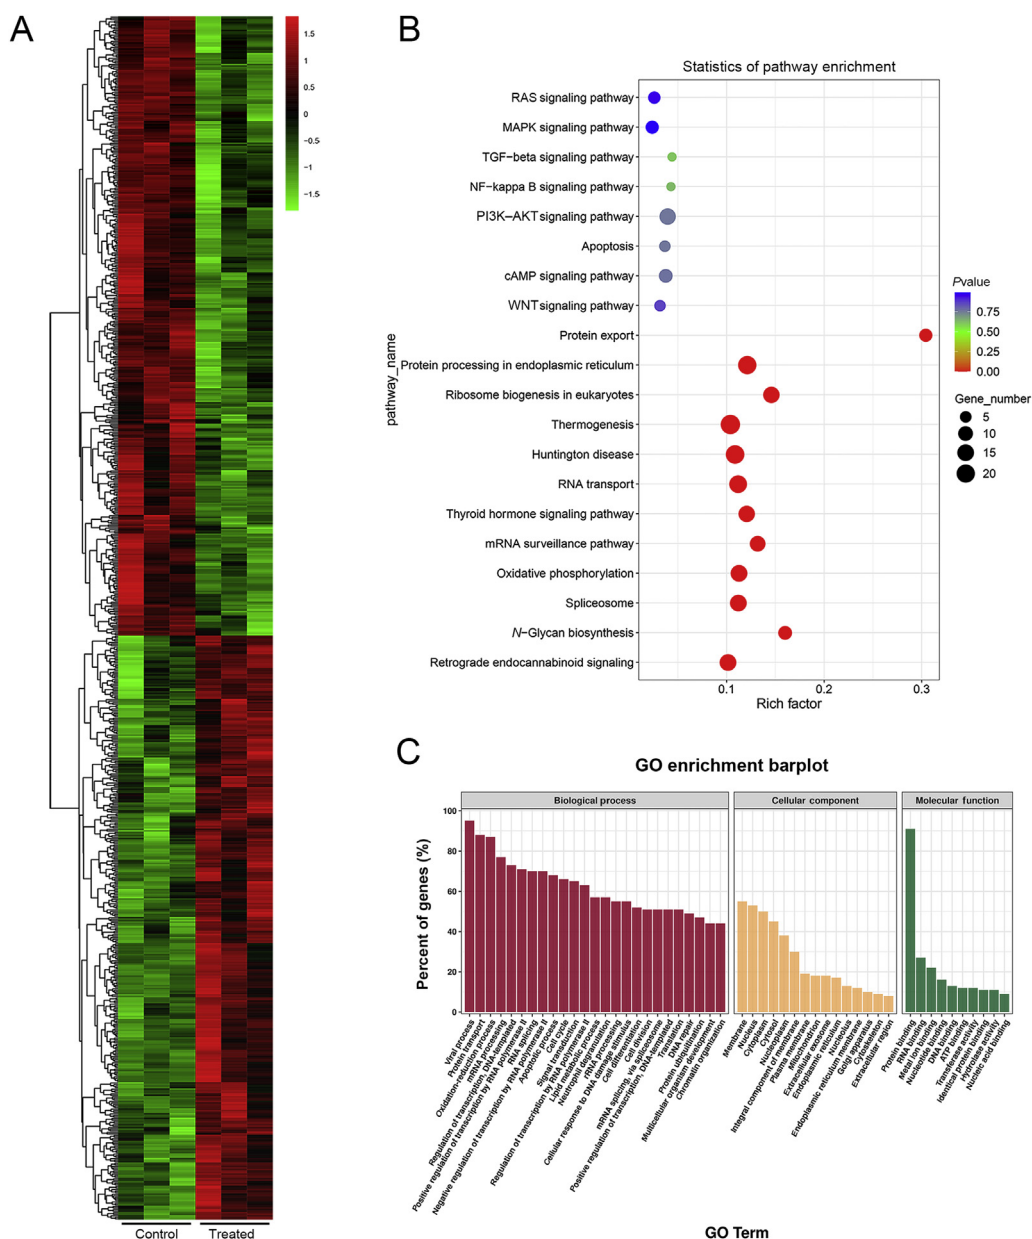 A
1.5
1
0.5
0
−0.5
−1
−1.5
Control
Treated
B
Statistics of pathway enrichment
pathway_name
RAS signaling pathway
MAPK signaling pathway
TGF−beta signaling pathway
NF−kappa B signaling pathway
PI3K−AKT signaling pathway
Apoptosis
cAMP signaling pathway
WNT signaling pathway
Protein export
Protein processing in endoplasmic reticulum
Ribosome biogenesis in eukaryotes
Thermogenesis
Huntington disease
RNA transport
Thyroid hormone signaling pathway
mRNA surveillance pathway
Oxidative phosphorylation
Spliceosome
N−Glycan biosynthesis
Retrograde endocannabinoid signaling
0.1
0.2
0.3
Rich factor
Pvalue
0.75
0.50
0.25
0.00
Gene_number
5
10
15
20
C
GO enrichment barplot
Biological process
Cellular component
Molecular function
Percent of genes (%)
100
80
60
40
20
0
Viral process
Protein transport
Oxidation-reduction process
mRNA processing
Regulation of transcription, DNA-templated
Positive regulation of transcription by RNA polymerase II
RNA splicing
Negative regulation of transcription by RNA polymerase II
Apoptotic process
Cell cycle
Signal transduction
Regulation of transcription by RNA polymerase II
Lipid metabolic process
Neutrophil degranulation
rRNA processing
Cellular response to DNA damage stimulus
Cell differentiation
Cell division
mRNA splicing, via spliceosome
Positive regulation of transcription, DNA-templated
Translation
DNA repair
Protein ubiquitination
Multicellular organism development
Chromatin organization
Membrane
Nucleus
Cytoplasm
Cytosol
Nucleoplasm
Integral component of membrane
Plasma membrane
Mitochondrion
Extracellular exosome
Endoplasmic reticulum
Nucleolus
Endoplasmic reticulum membrane
Golgi apparatus
Cytoskeleton
Extracellular region
Protein binding
RNA binding
Metal ion binding
Nucleotide binding
DNA binding
ATP binding
Transferase activity
Identical protein binding
Hydrolase activity
Nucleic acid binding
GO Term